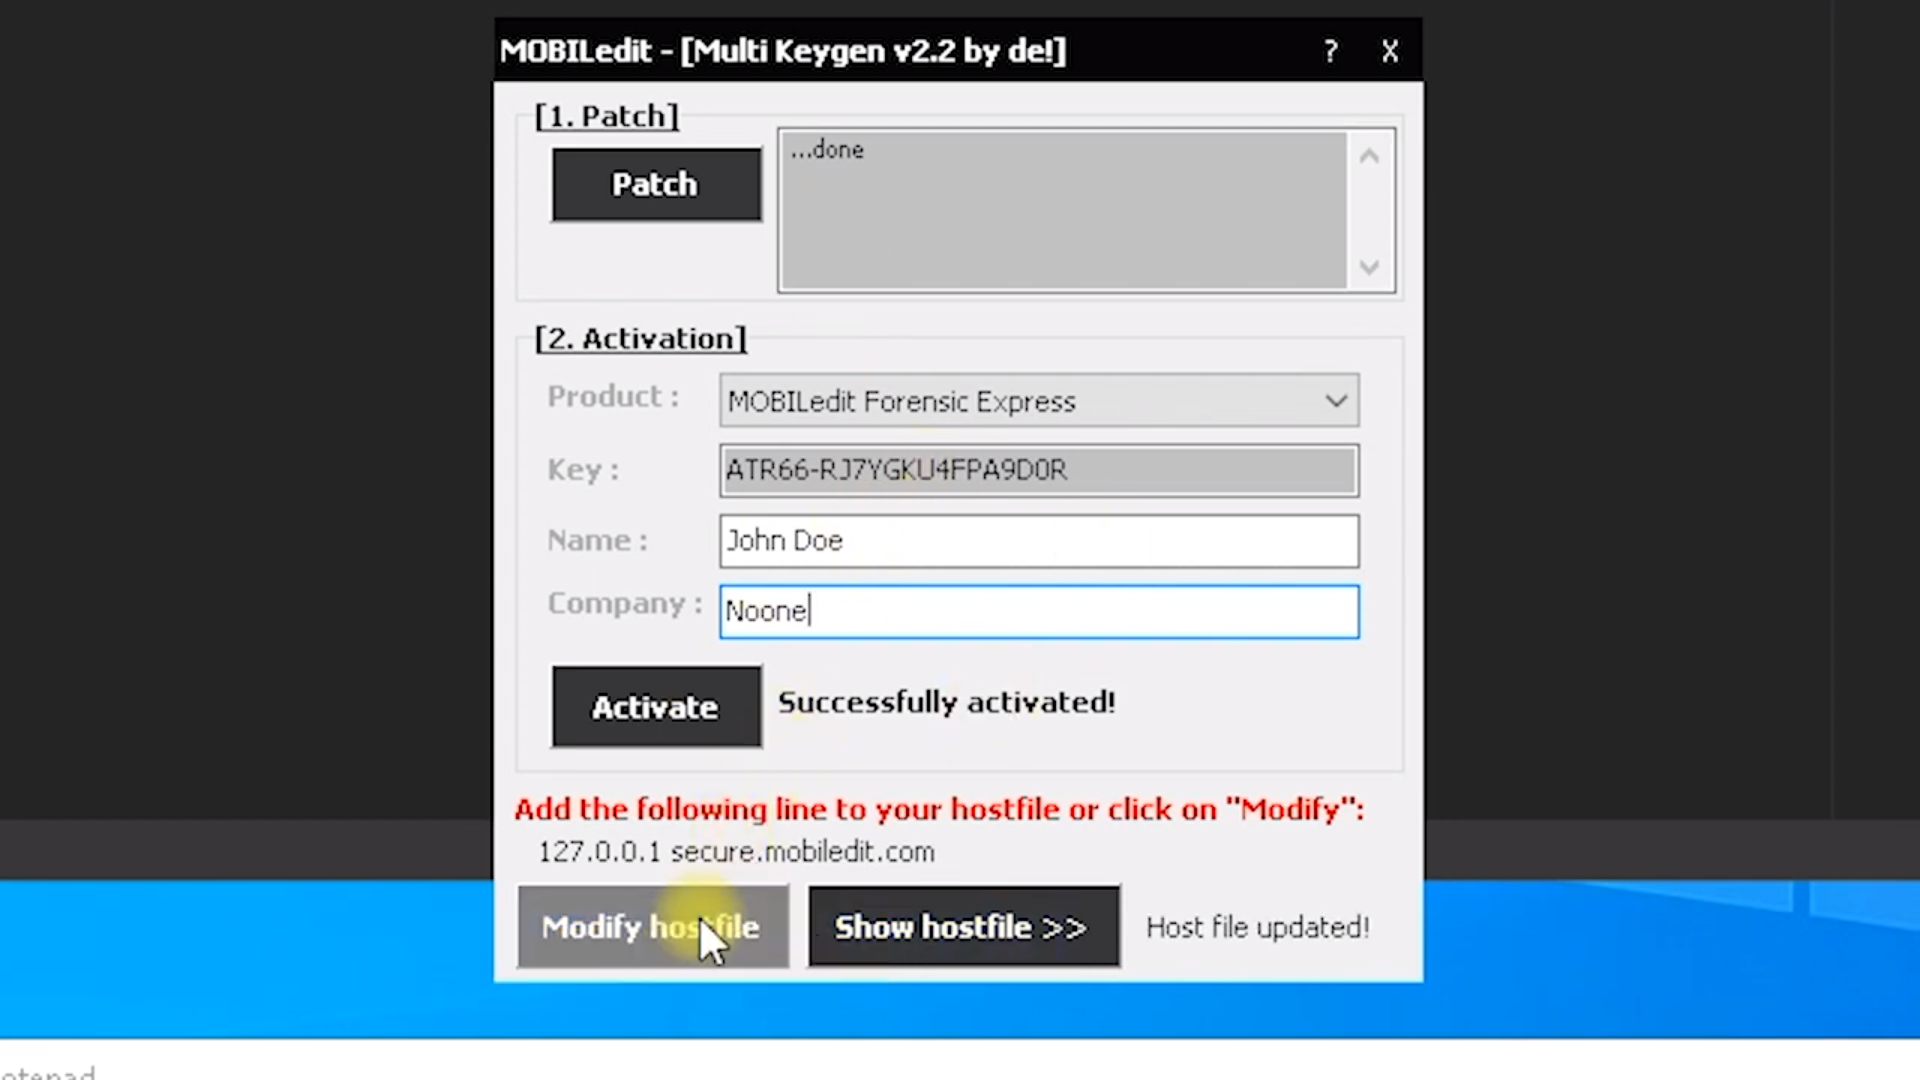 MOBILedit - [Multi Keygen v2.2 by de!] ? X
[1. Patch]
Patch
...done
[2. Activation]
Product : MOBILedit Forensic Express
Key : ATR66-RJ7YGKU4FPA9D0R
Name : John Doe
Company : Noone
Activate Successfully activated!
Add the following line to your hostfile or click on "Modify":
127.0.0.1 secure.mobiledit.com
Modify hostfile Show hostfile >> Host file updated!